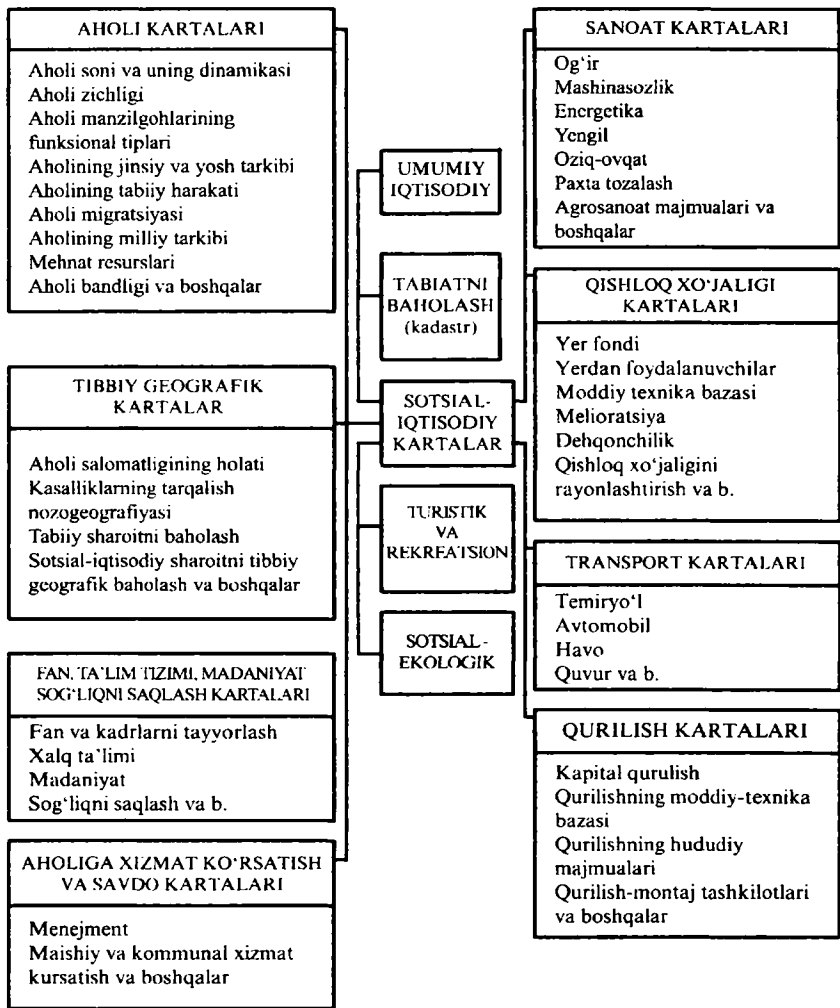 AHOLI KARTALARI
Aholi soni va uning dinamikasi
Aholi zichligi
Aholi manzilgohlarining
funksional tiplari
Aholining jinsiy va yosh tarkibi
Aholining tabiiy harakati
Aholi migratsiyasi
Aholining milliy tarkibi
Mehnat resurslari
Aholi bandligi va boshqalar
TIBBIY GEOGRAFIK
KARTALAR
Aholi salomatligining holati
Kasalliklarning tarqalish
nozogeografiyasi
Tabiiy sharoitni baholash
Sotsial-iqtisodiy sharoitni tibbiy
geografik baholash va boshqalar
FAN, TA'LIM TIZIMI, MADANIYAT
SOG‘LIQNI SAQLASH KARTALARI
Fan va kadrlarni tayyorlash
Xalq ta'limi
Madaniyat
Sog‘liqni saqlash va b.
AHOLIGA XIZMAT KO‘RSATISH
VA SAVDO KARTALARI
Menejment
Maishiy va kommunal xizmat
kursatish va boshqalar
UMUMIY
IQTISODIY
TABIATNI
BAHOLASH
(kadastr)
SOTSIAL-
IQTISODIY
KARTALAR
TURISTIK
VA
REKREATSION
SOTSIAL-
EKOLOGIK
SANOAT KARTALARI
Og‘ir
Mashinasozlik
Energetika
Yengil
Oziq-ovqat
Paxta tozalash
Agrosanoat majmualari va
boshqalar
QISHLOQ XO‘JALIGI
KARTALARI
Yer fondi
Yerdan foydalanuvchilar
Moddiy texnika bazasi
Melioratsiya
Dehqonchilik
Qishloq xo‘jaligini
rayonlashtirish va b.
TRANSPORT KARTALARI
Temiryo‘l
Avtomobil
Havo
Quvur va b.
QURILISH KARTALARI
Kapital qurulish
Qurilishning moddiy-texnika
bazasi
Qurilishning hududiy
majmualari
Qurilish-montaj tashkilotlari
va boshqalar